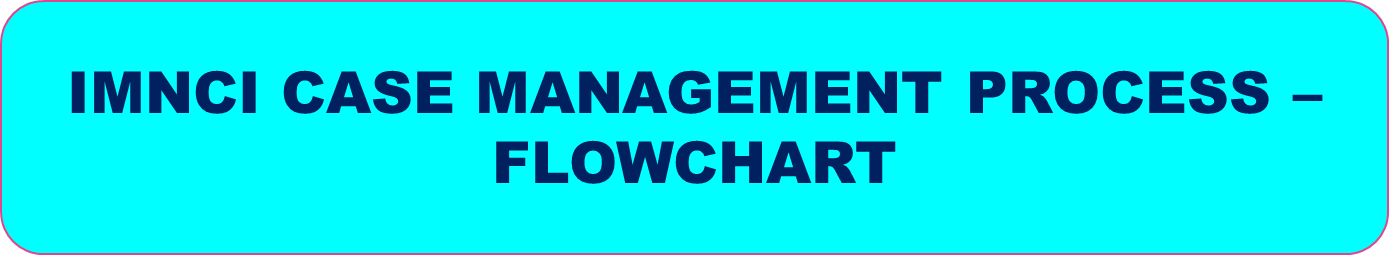 IMNCI CASE MANAGEMENT PROCESS –
FLOWCHART